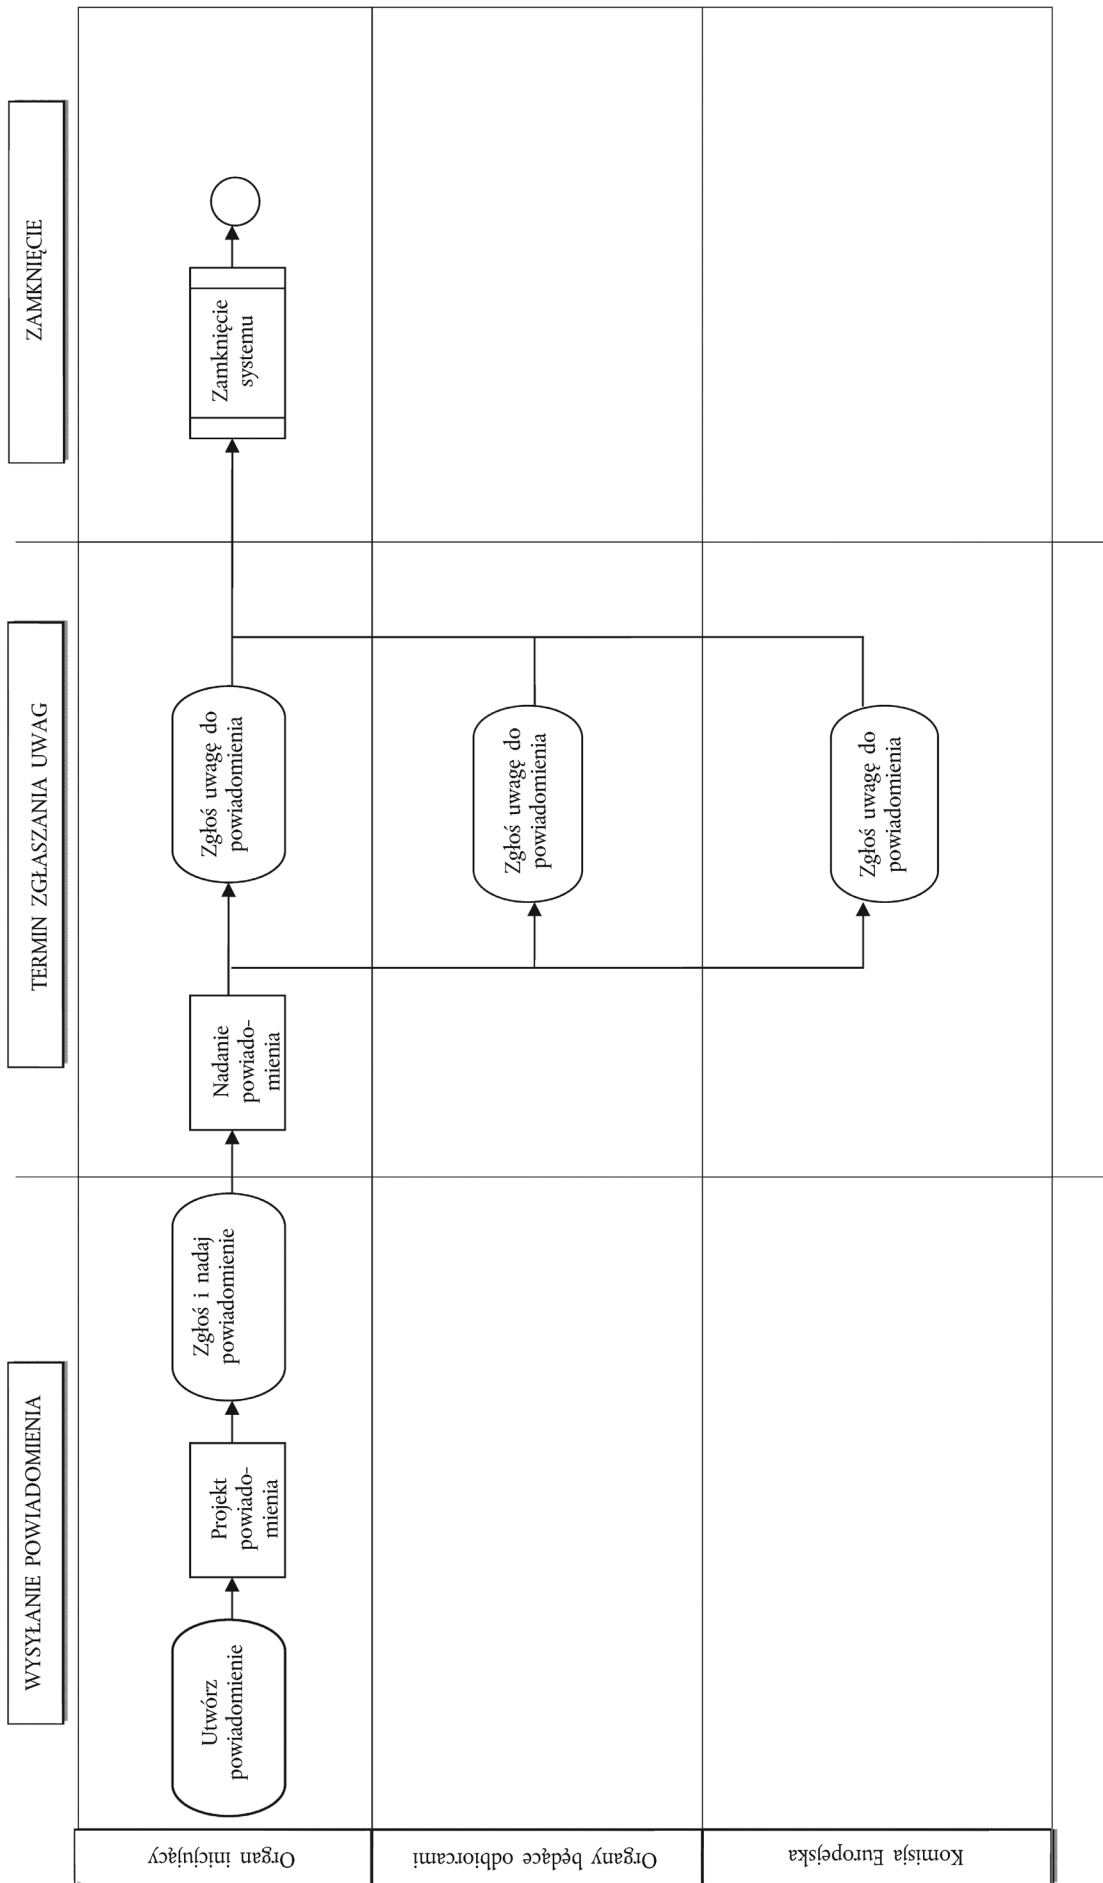 WYSYŁANIE POWIADOMIENIA
TERMIN ZGŁASZANIA UWAG
ZAMKNIĘCIE
Organ inicjujący
Utwórz
powiadomienie
Projekt
powiado-
mienia
Zgłoś i nadaj
powiadomienie
Nadanie
powiado-
mienia
Zgłoś uwagę do
powiadomienia
Zamknięcie
systemu
Organy będące odbiorcami
Zgłoś uwagę do
powiadomienia
Komisja Europejska
Zgłoś uwagę do
powiadomienia